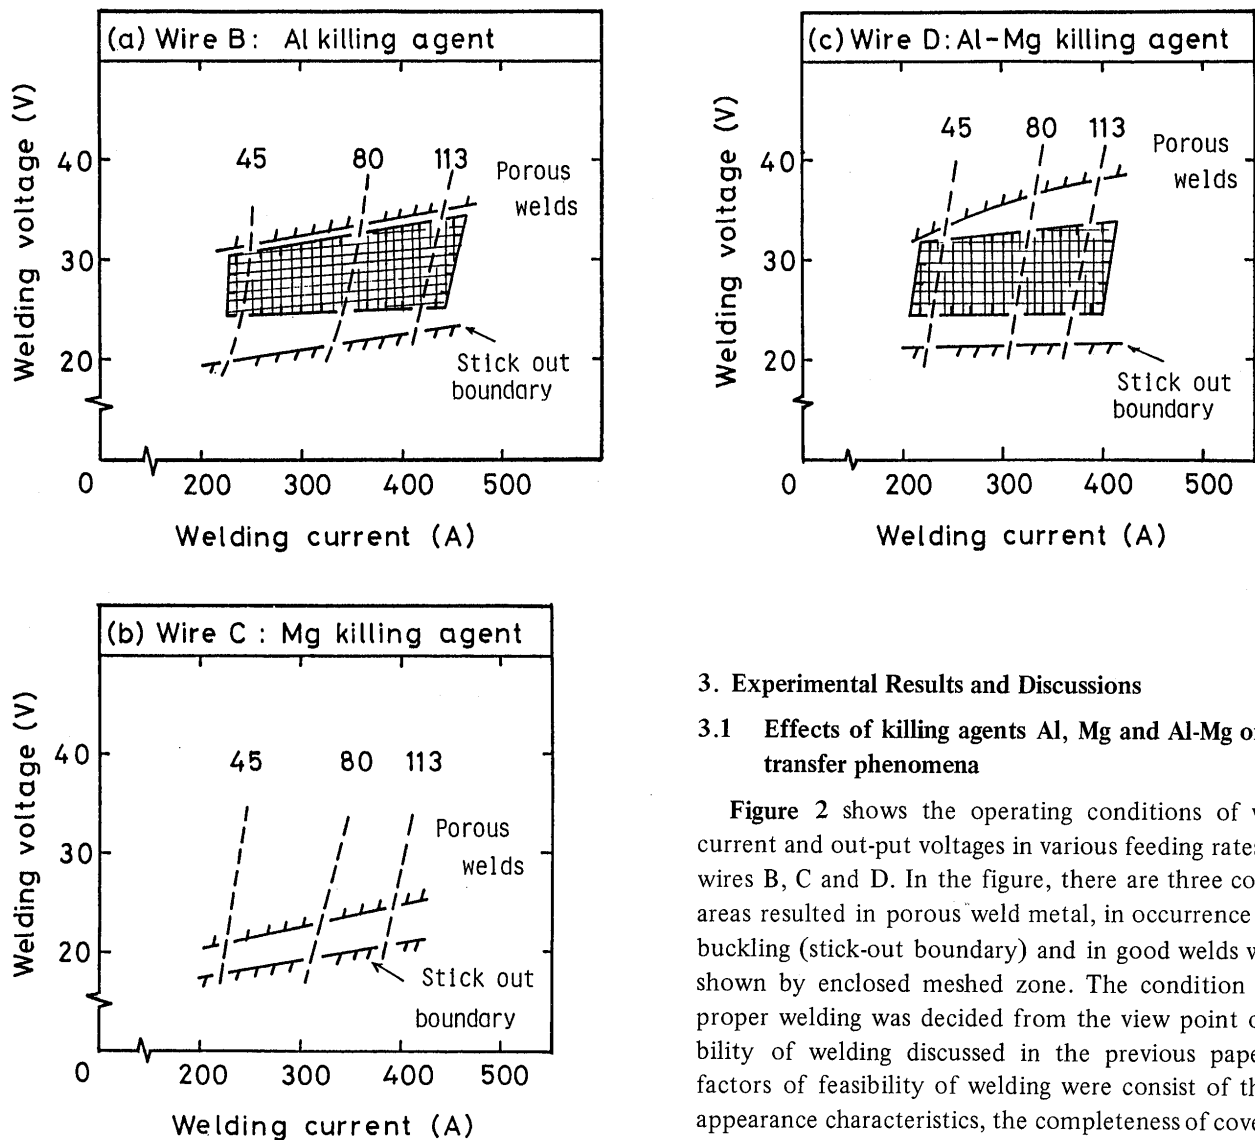 (a) Wire B: Al killing agent
Welding voltage (V)
40
30
20
0
45
80
113
Porous
welds
Stick out
boundary
200
300
400
500
Welding current (A)
(c) Wire D: Al-Mg killing agent
Welding voltage (V)
40
30
20
0
45
80
113
Porous
welds
Stick out
boundary
200
300
400
500
Welding current (A)
(b) Wire C : Mg killing agent
Welding voltage (V)
40
30
20
0
45
80
113
Porous
welds
Stick out
boundary
200
300
400
Welding current (A)
3. Experimental Results and Discussions
3.1 Effects of killing agents Al, Mg and Al-Mg
transfer phenomena
Figure 2 shows the operating conditions of
current and out-put voltages in various feeding rates
wires B, C and D. In the figure, there are three
areas resulted in porous weld metal, in occurrence
buckling (stick-out boundary) and in good welds
shown by enclosed meshed zone. The condition
proper welding was decided from the view point
bility of welding discussed in the previous
factors of feasibility of welding were consist of
appearance characteristics, the completeness of